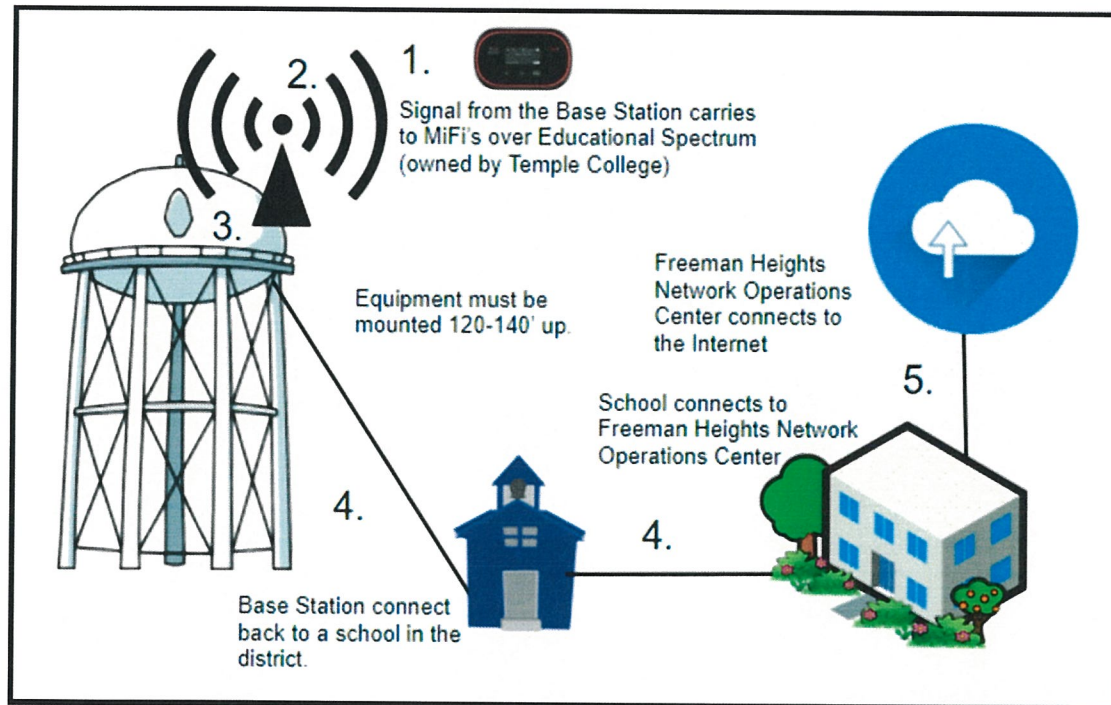 1.
2.
Signal from the Base Station carries
to MiFi's over Educational Spectrum
(owned by Temple College)
3.
Equipment must be
mounted 120-140' up.
Freeman Heights
Network Operations
Center connects to
the Internet
5.
School connects to
Freeman Heights Network
Operations Center
4.
4.
Base Station connect
back to a school in the
district.